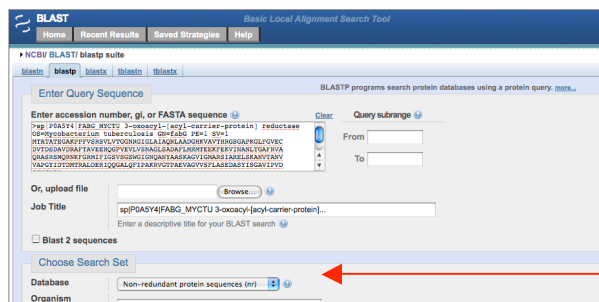 BLAST Basic Local Alignment Search Tool
Home Recent Results Saved Strategies Help
NCBI/ BLAST/ blastp suite
blastn blastp blastx tblastn tblastx
Enter Query Sequence
BLASTP programs search protein databases using a protein query. more...
Enter accession number, gi, or FASTA sequence Clear Query subrange
>sp|P0A5Y4|FABG_MYCTU 3-oxoacyl-[acyl-carrier-protein] reductase
OS=Mycobacterium tuberculosis GN=fabG PE=1 SV=1
MTATATEGAKPPFVSRSVLVTGGNRGIGLAIAQRLAADGHKVAVTHRGSGAPKGLFGVEC
DVTDSDAVDRAFTAVEEHQGPVEVLVSNAGLSADAFLMRMTEEKFEKVINANLTGAFRVA
QRASRSMQRNKFGRMIFIGSVSGSWGIGNQANYAASKAGVIGMARSIARELSKANVTANV
VAPGYIDTDMTRALDERIQQGALQFIPAKRVGTPAEVAGVVSFLASEDASYISGAVIPVD
From
To
Or, upload file Browse...
Job Title sp|P0A5Y4|FABG_MYCTU 3-oxoacyl-[acyl-carrier-protein]...
Enter a descriptive title for your BLAST search
Blast 2 sequences
Choose Search Set
Database Non-redundant protein sequences (nr)
Organism